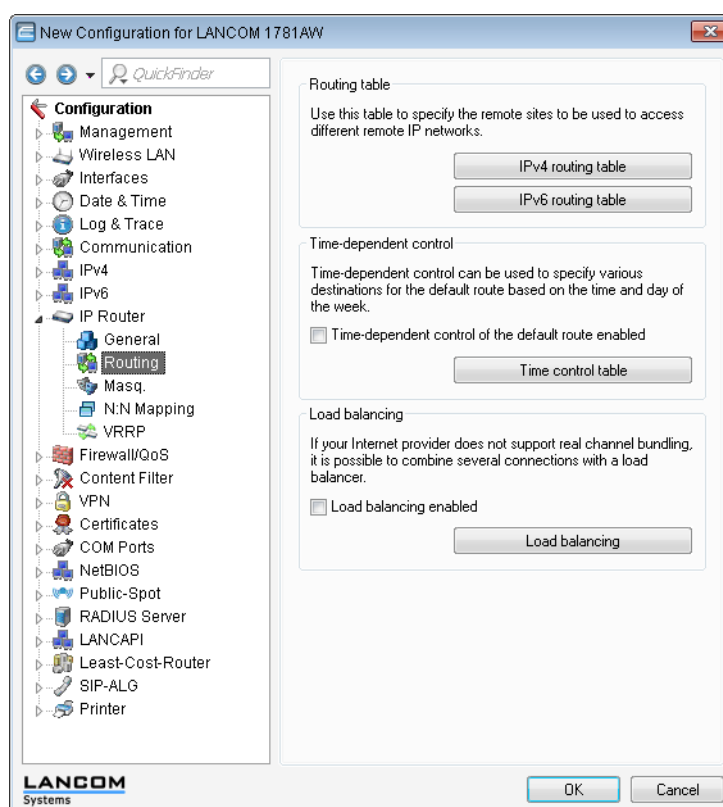 New Configuration for LANCOM 1781AW
QuickFinder
Configuration
Management
Wireless LAN
Interfaces
Date & Time
Log & Trace
Communication
IPv4
IPv6
IP Router
General
Routing
Masq.
N:N Mapping
VRRP
Firewall/QoS
Content Filter
VPN
Certificates
COM Ports
NetBIOS
Public-Spot
RADIUS Server
LANCAPI
Least-Cost-Router
SIP-ALG
Printer
Routing table
Use this table to specify the remote sites to be used to access
different remote IP networks.
IPv4 routing table
IPv6 routing table
Time-dependent control
Time-dependent control can be used to specify various
destinations for the default route based on the time and day of
the week.
Time-dependent control of the default route enabled
Time control table
Load balancing
If your Internet provider does not support real channel bundling,
it is possible to combine several connections with a load
balancer.
Load balancing enabled
Load balancing
LANCOM
Systems
OK
Cancel